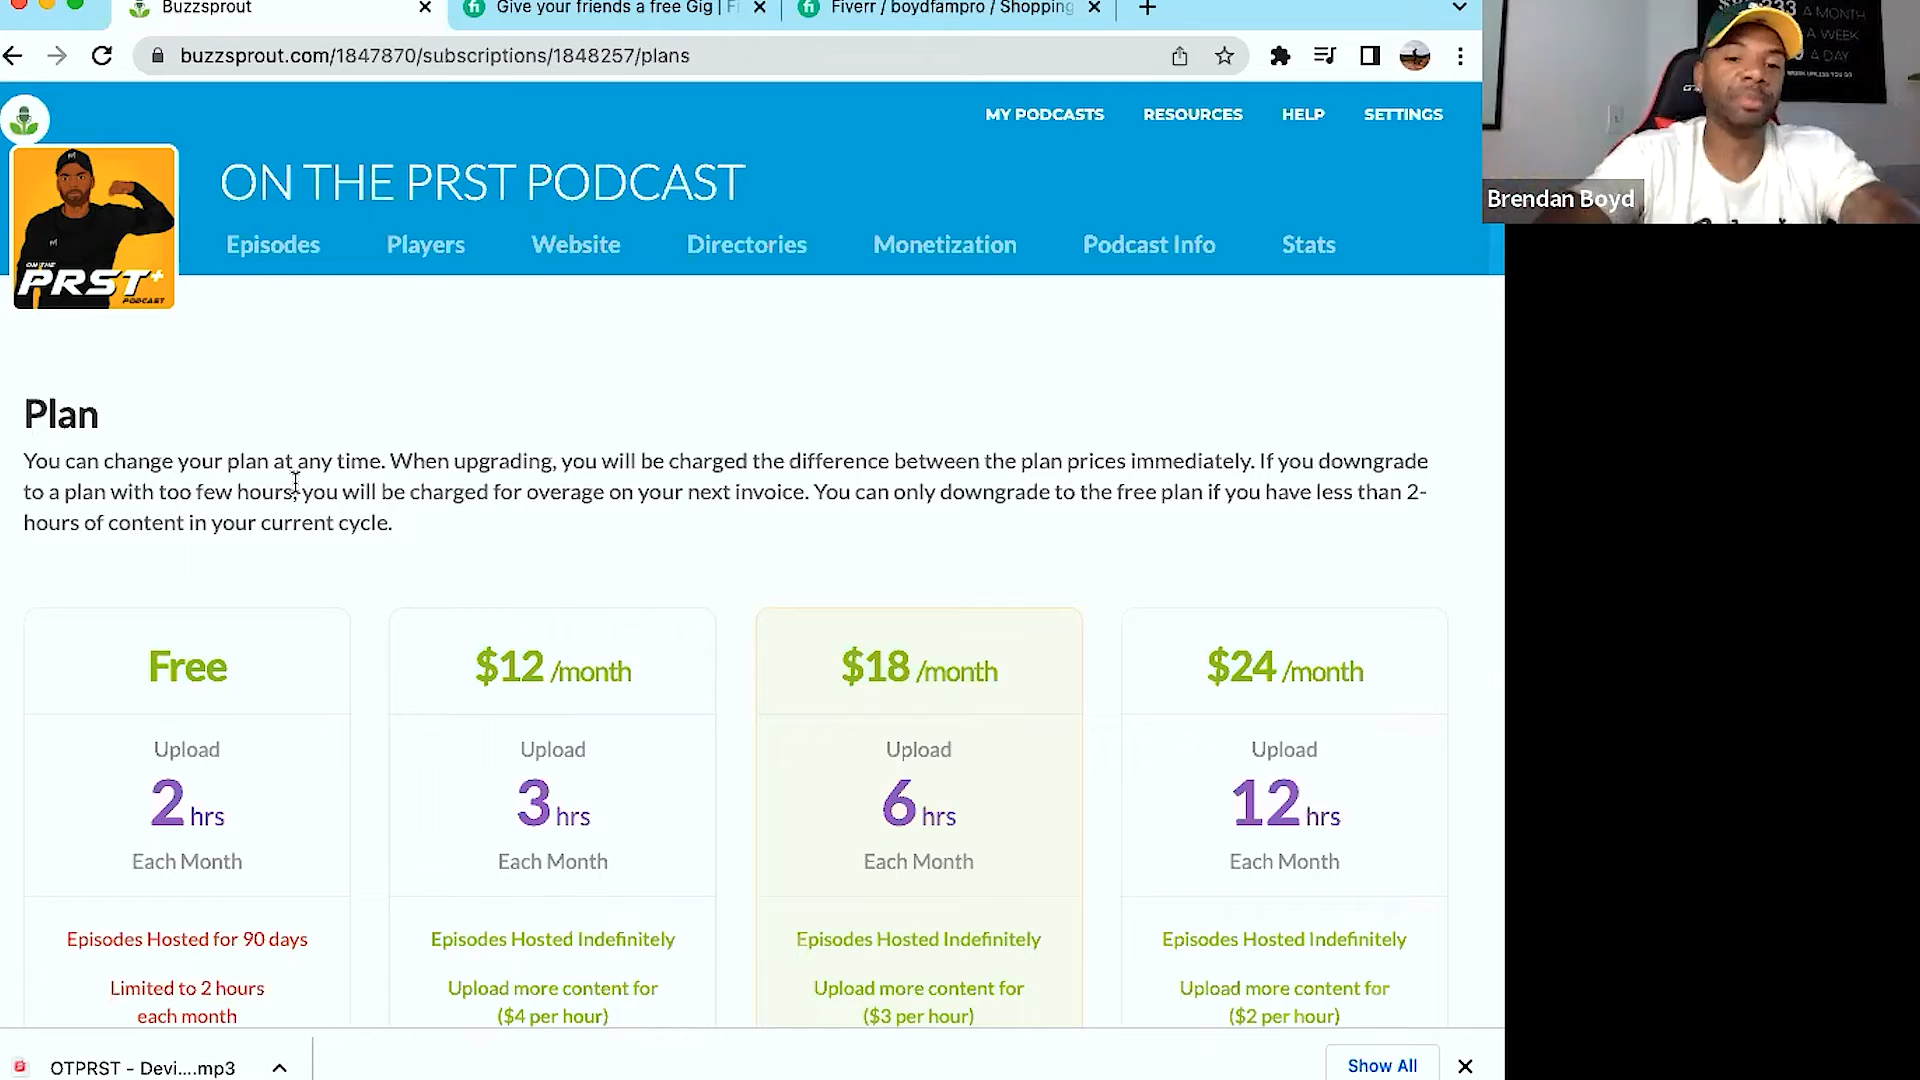 Buzzsprout
Give your friends a free Gig | Fi
Fiverr / boydfampro / Shopping
buzzsprout.com/1847870/subscriptions/1848257/plans
A MONTH
A WEEK
A DAY
Brendan Boyd
MY PODCASTS RESOURCES HELP SETTINGS
ON THE PRST PODCAST
Episodes Players Website Directories Monetization Podcast Info Stats
ON THE
PRST+
PODCAST
Plan
You can change your plan at any time. When upgrading, you will be charged the difference between the plan prices immediately. If you downgrade
to a plan with too few hours, you will be charged for overage on your next invoice. You can only downgrade to the free plan if you have less than 2-
hours of content in your current cycle.
Free
Upload
2 hrs
Each Month
Episodes Hosted for 90 days
Limited to 2 hours
each month
$12 /month
Upload
3 hrs
Each Month
Episodes Hosted Indefinitely
Upload more content for
($4 per hour)
$18 /month
Upload
6 hrs
Each Month
Episodes Hosted Indefinitely
Upload more content for
($3 per hour)
$24 /month
Upload
12 hrs
Each Month
Episodes Hosted Indefinitely
Upload more content for
($2 per hour)
OTPRST - Devi....mp3
Show All